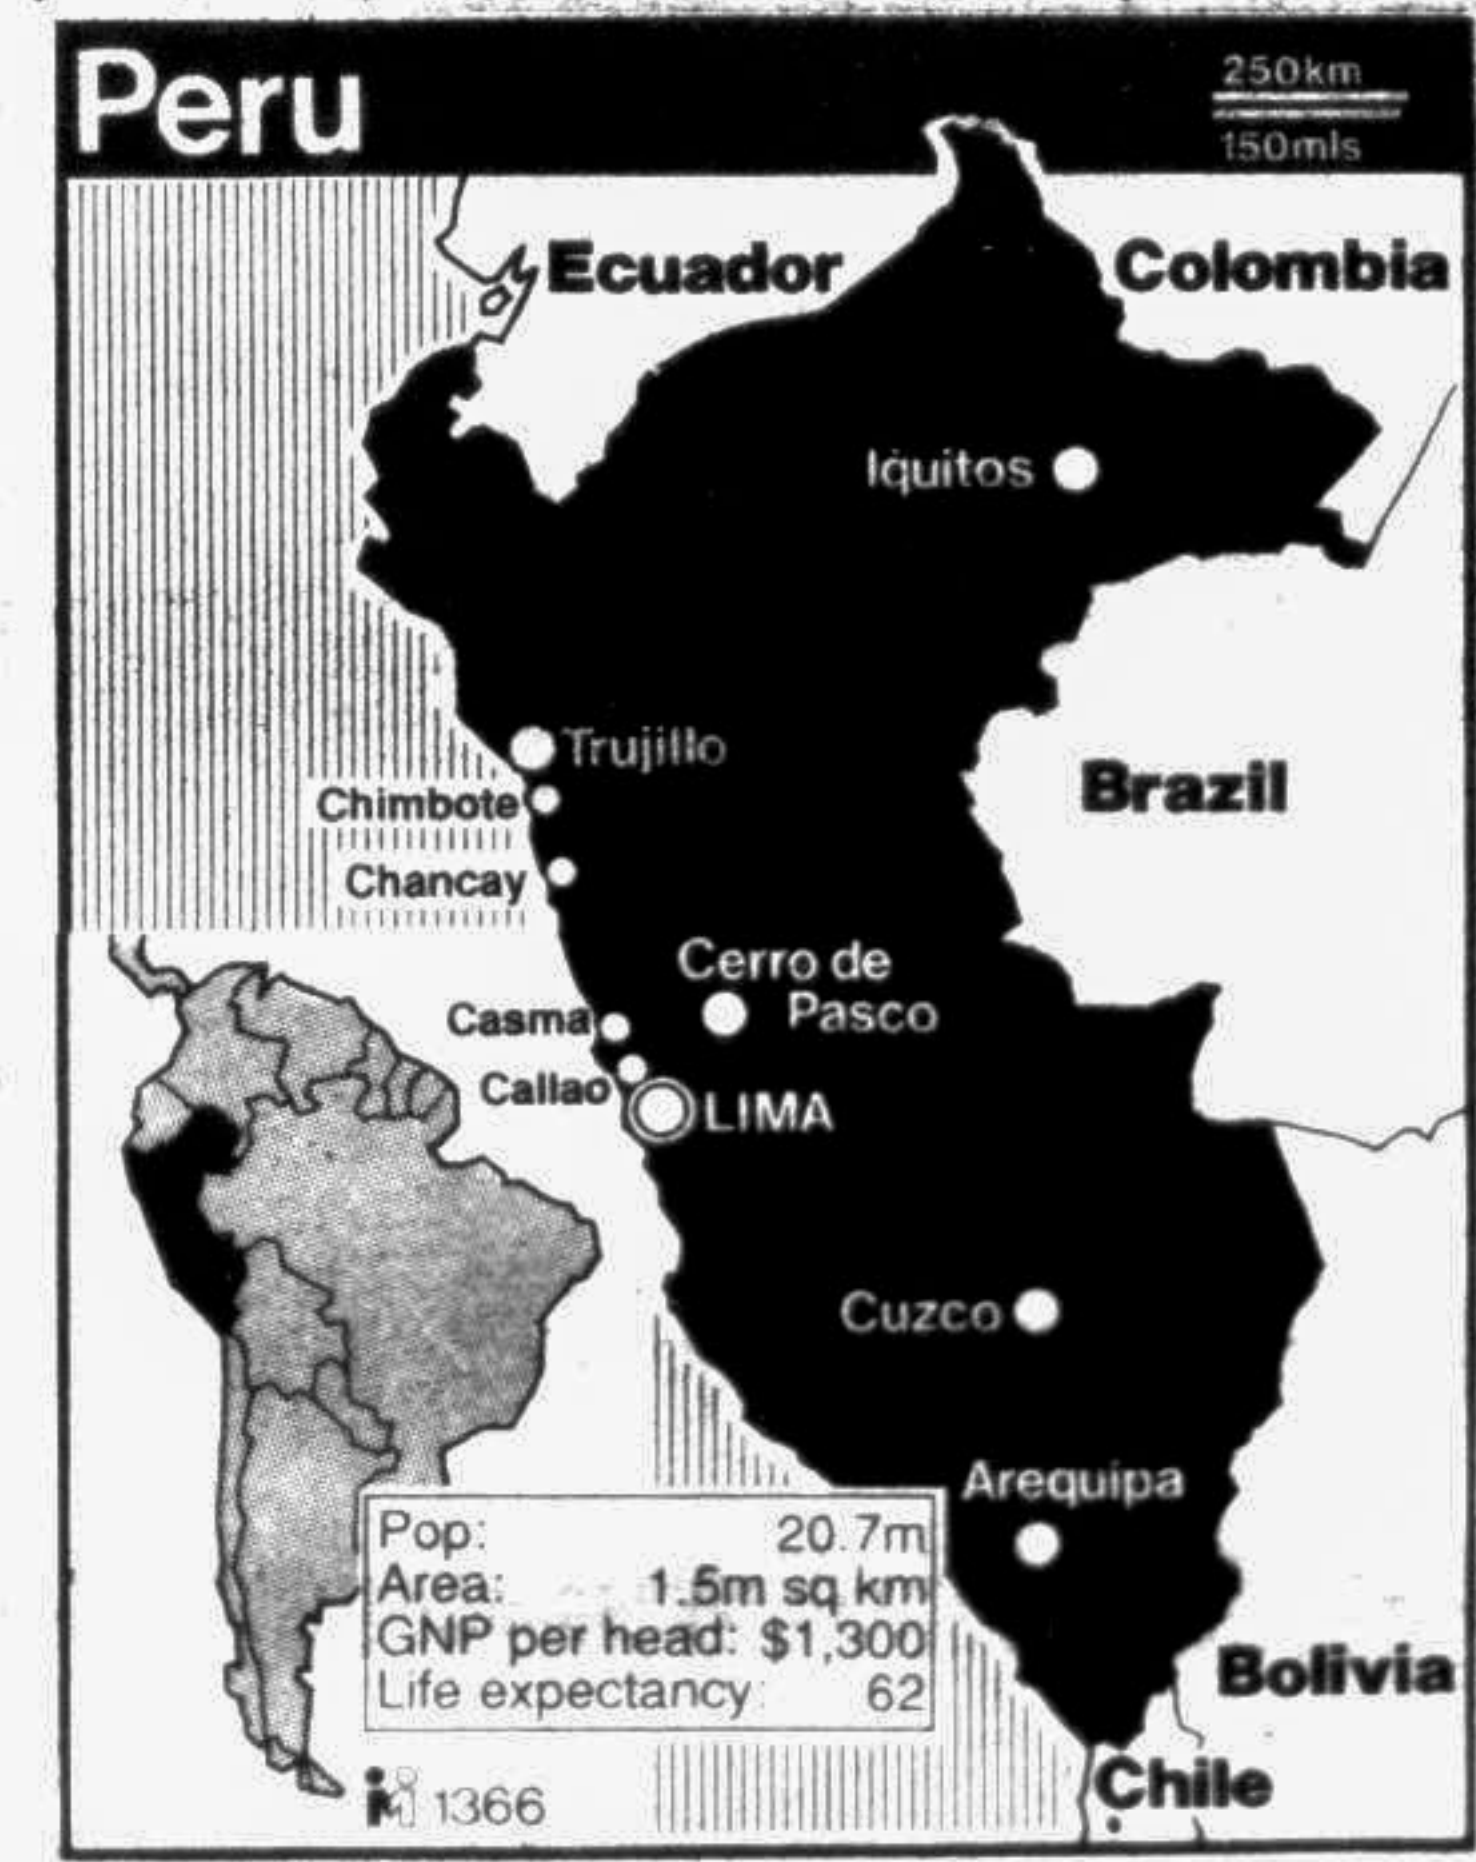 Peru
250km
150mls
Ecuador
Colombia
Iquitos
Trujillo
Chimbote
Brazil
Chancay
Cerro de
Pasco
Casma
Callao
LIMA
Cuzco
Arequipa
Pop: 20.7m
Area: 1.5m sq km
GNP per head: $1,300
Life expectancy: 62
Bolivia
Chile
1366